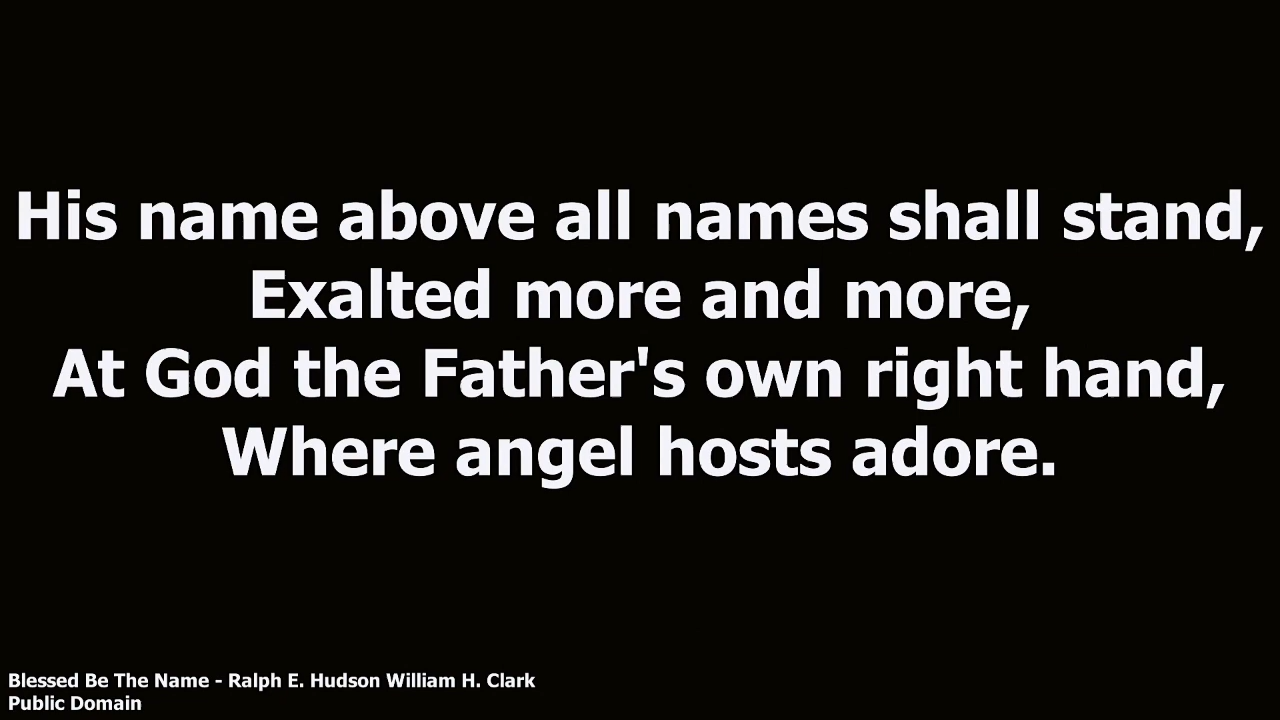 His name above all names shall stand,
Exalted more and more,
At God the Father's own right hand,
Where angel hosts adore.
Blessed Be The Name - Ralph E. Hudson William H. Clark
Public Domain